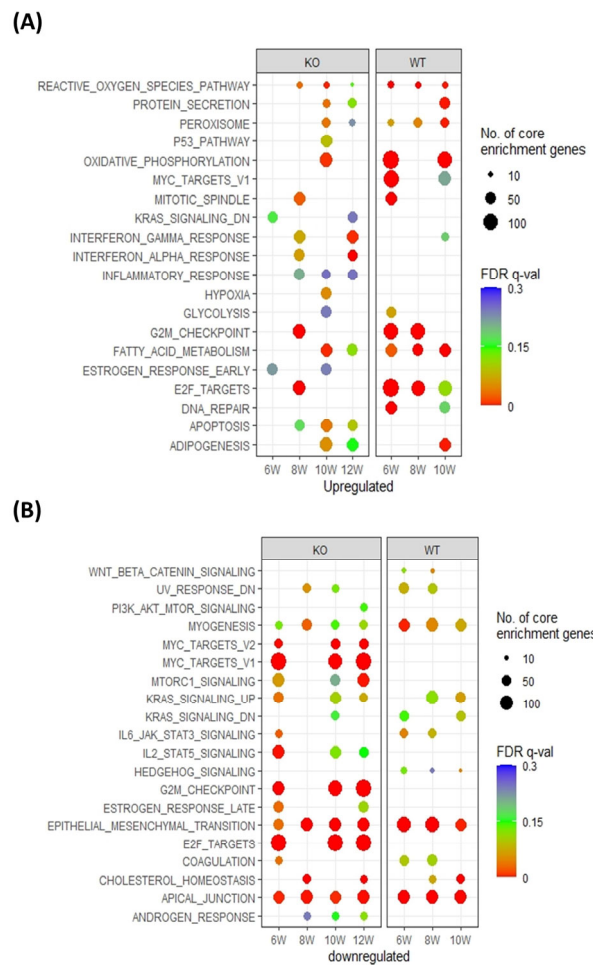 (A)
KO WT
REACTIVE_OXYGEN_SPECIES_PATHWAY
PROTEIN_SECRETION
PEROXISOME
P53_PATHWAY
OXIDATIVE_PHOSPHORYLATION
MYC_TARGETS_V1
MITOTIC_SPINDLE
KRAS_SIGNALING_DN
INTERFERON_GAMMA_RESPONSE
INTERFERON_ALPHA_RESPONSE
INFLAMMATORY_RESPONSE
HYPOXIA
GLYCOLYSIS
G2M_CHECKPOINT
FATTY_ACID_METABOLISM
ESTROGEN_RESPONSE_EARLY
E2F_TARGETS
DNA_REPAIR
APOPTOSIS
ADIPOGENESIS
6W 8W 10W 12W 6W 8W 10W
Upregulated
No. of core
enrichment genes
10
50
100
FDR q-val
0.3
0.15
0
(B)
KO WT
WNT_BETA_CATENIN_SIGNALING
UV_RESPONSE_DN
PI3K_AKT_MTOR_SIGNALING
MYOGENESIS
MYC_TARGETS_V2
MYC_TARGETS_V1
MTORC1_SIGNALING
KRAS_SIGNALING_UP
KRAS_SIGNALING_DN
IL6_JAK_STAT3_SIGNALING
IL2_STAT5_SIGNALING
HEDGEHOG_SIGNALING
G2M_CHECKPOINT
ESTROGEN_RESPONSE_LATE
EPITHELIAL_MESENCHYMAL_TRANSITION
E2F_TARGETS
COAGULATION
CHOLESTEROL_HOMEOSTASIS
APICAL_JUNCTION
ANDROGEN_RESPONSE
6W 8W 10W 12W 6W 8W 10W
downregulated
No. of core
enrichment genes
10
50
100
FDR q-val
0.3
0.15
0